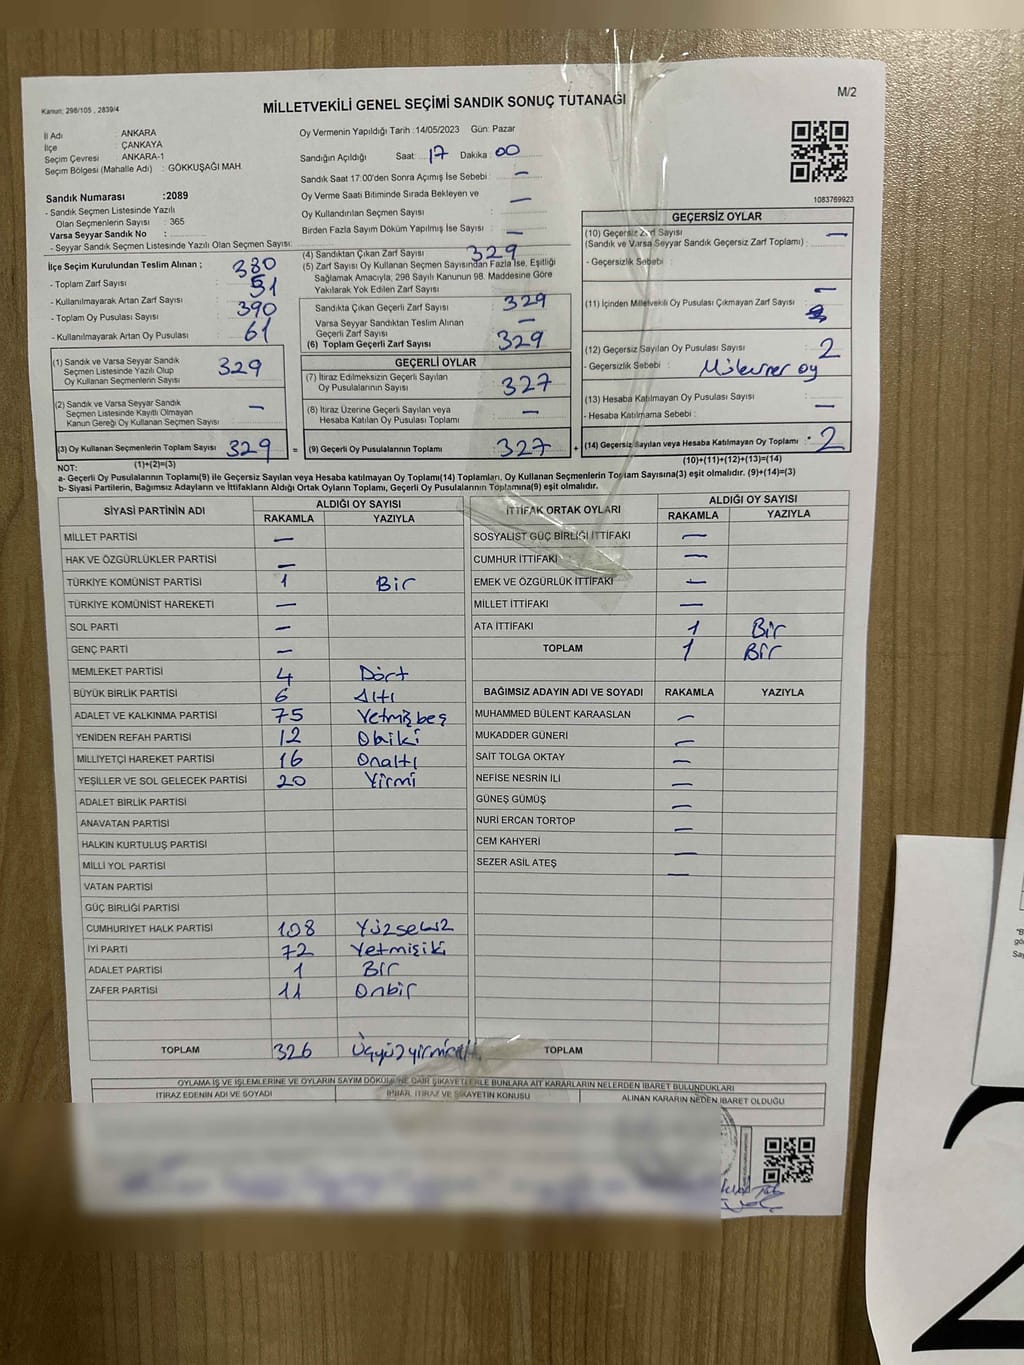 Kanun: 298/105 , 2839/4
MİLLETVEKİLİ GENEL SEÇİMİ SANDIK SONUÇ TUTANAĞI
M/2
İl Adı : ANKARA
İlçe : ÇANKAYA
Seçim Çevresi : ANKARA-1
Seçim Bölgesi (Mahalle Adı) : GÖKKUŞAĞI MAH.
Sandık Numarası :2089
- Sandık Seçmen Listesinde Yazılı
Olan Seçmenlerin Sayısı : 365
Varsa Seyyar Sandık No :
- Seyyar Sandık Seçmen Listesinde Yazılı Olan Seçmen Sayısı:
Oy Vermenin Yapıldığı Tarih :14/05/2023 Gün: Pazar
Sandığın Açıldığı Saat: 17 Dakika: 00
Sandık Saat 17:00'den Sonra Açımış İse Sebebi : —
Oy Verme Saati Bitiminde Sırada Bekleyen ve
Oy Kullandırılan Seçmen Sayısı : —
Birden Fazla Sayım Döküm Yapılmış İse Sayısı : —
1083769923
İlçe Seçim Kurulundan Teslim Alınan ;
- Toplam Zarf Sayısı : 380
- Kullanılmayarak Artan Zarf Sayısı : 51
- Toplam Oy Pusulası Sayısı : 390
- Kullanılmayarak Artan Oy Pusulası : 61
(1) Sandık ve Varsa Seyyar Sandık
Seçmen Listesinde Yazılı Olup
Oy Kullanan Seçmenlerin Sayısı : 329
(2) Sandık ve Varsa Seyyar Sandık
Seçmen Listesinde Kayıtlı Olmayan
Kanun Gereği Oy Kullanan Seçmen Sayısı : —
(3) Oy Kullanan Seçmenlerin Toplam Sayısı : 329 =
(1)+(2)=(3)
(4) Sandıktan Çıkan Zarf Sayısı : 329
(5) Zarf Sayısı Oy Kullanan Seçmen Sayısından Fazla İse, Eşitliği
Sağlamak Amacıyla; 298 Sayılı Kanunun 98. Maddesine Göre
Yakılarak Yok Edilen Zarf Sayısı :
Sandıkta Çıkan Geçerli Zarf Sayısı : 329
Varsa Seyyar Sandıktan Teslim Alınan
Geçerli Zarf Sayısı : —
(6) Toplam Geçerli Zarf Sayısı : 329
GEÇERLİ OYLAR
(7) İtiraz Edilmeksizin Geçerli Sayılan
Oy Pusulalarının Sayısı : 327
(8) İtiraz Üzerine Geçerli Sayılan veya
Hesaba Katılan Oy Pusulası Toplamı : —
(9) Geçerli Oy Pusulalarının Toplamı : 327 +
GEÇERSİZ OYLAR
(10) Geçersiz Zarf Sayısı : —
(Sandık ve Varsa Seyyar Sandık Geçersiz Zarf Toplamı) :
- Geçersizlik Sebebi :
(11) İçinden Milletvekili Oy Pusulası Çıkmayan Zarf Sayısı : —
(12) Geçersiz Sayılan Oy Pusulası Sayısı : 2
- Geçersizlik Sebebi : oy
(13) Hesaba Katılmayan Oy Pusulası Sayısı : —
- Hesaba Katılmama Sebebi :
(14) Geçersiz Sayılan veya Hesaba Katılmayan Oy Toplamı : 2
(10)+(11)+(12)+(13)=(14)
NOT:
a- Geçerli Oy Pusulalarının Toplamı(9) ile Geçersiz Sayılan veya Hesaba katılmayan Oy Toplamı(14) Toplamları, Oy Kullanan Seçmenlerin Toplam Sayısına(3) eşit olmalıdır. (9)+(14)=(3)
b- Siyasi Partilerin, Bağımsız Adayların ve İttifakların Aldığı Ortak Oyların Toplamı, Geçerli Oy Pusulalarının Toplamına(9) eşit olmalıdır.
SİYASİ PARTİNİN ADI ALDIĞI OY SAYISI
RAKAMLA YAZIYLA
MİLLET PARTİSİ —
HAK VE ÖZGÜRLÜKLER PARTİSİ —
TÜRKİYE KOMÜNİST PARTİSİ 1 Bir
TÜRKİYE KOMÜNİST HAREKETİ —
SOL PARTİ —
GENÇ PARTİ —
MEMLEKET PARTİSİ 4 Dört
BÜYÜK BİRLİK PARTİSİ 6 Altı
ADALET VE KALKINMA PARTİSİ 75 Yetmişbeş
YENİDEN REFAH PARTİSİ 12 Oniki
MİLLİYETÇİ HAREKET PARTİSİ 16 Onaltı
YEŞİLLER VE SOL GELECEK PARTİSİ 20 Yirmi
ADALET BİRLİK PARTİSİ
ANAVATAN PARTİSİ
HALKIN KURTULUŞ PARTİSİ
MİLLİ YOL PARTİSİ
VATAN PARTİSİ
GÜÇ BİRLİĞİ PARTİSİ
CUMHURİYET HALK PARTİSİ 108 Yüzsekiz
İYİ PARTİ 72 Yetmişiki
ADALET PARTİSİ 1 Bir
ZAFER PARTİSİ 11 Onbir
TOPLAM 326 Üçyüzyirmialtı
İTTİFAK ORTAK OYLARI ALDIĞI OY SAYISI
RAKAMLA YAZIYLA
SOSYALİST GÜÇ BİRLİĞİ İTTİFAKI —
CUMHUR İTTİFAKI —
EMEK VE ÖZGÜRLÜK İTTİFAKI —
MİLLET İTTİFAKI —
ATA İTTİFAKI 1 Bir
TOPLAM 1 Bir
BAĞIMSIZ ADAYIN ADI VE SOYADI RAKAMLA YAZIYLA
MUHAMMED BÜLENT KARAASLAN —
MUKADDER GÜNERİ —
SAİT TOLGA OKTAY —
NEFİSE NESRİN İLİ —
GÜNEŞ GÜMÜŞ —
NURİ ERCAN TORTOP —
CEM KAHYERİ —
SEZER ASİL ATEŞ —
TOPLAM
OYLAMA İŞ VE İŞLEMLERİNE VE OYLARIN SAYIM DÖKÜMÜNE DAİR ŞİKAYETLERLE BUNLARA AİT KARARLARIN NELERDEN İBARET BULUNDUKLARI
İTİRAZ EDENİN ADI VE SOYADI İHBAR, İTİRAZ VE ŞİKAYETİN KONUSU ALINAN KARARIN NEDEN İBARET OLDUĞU
2